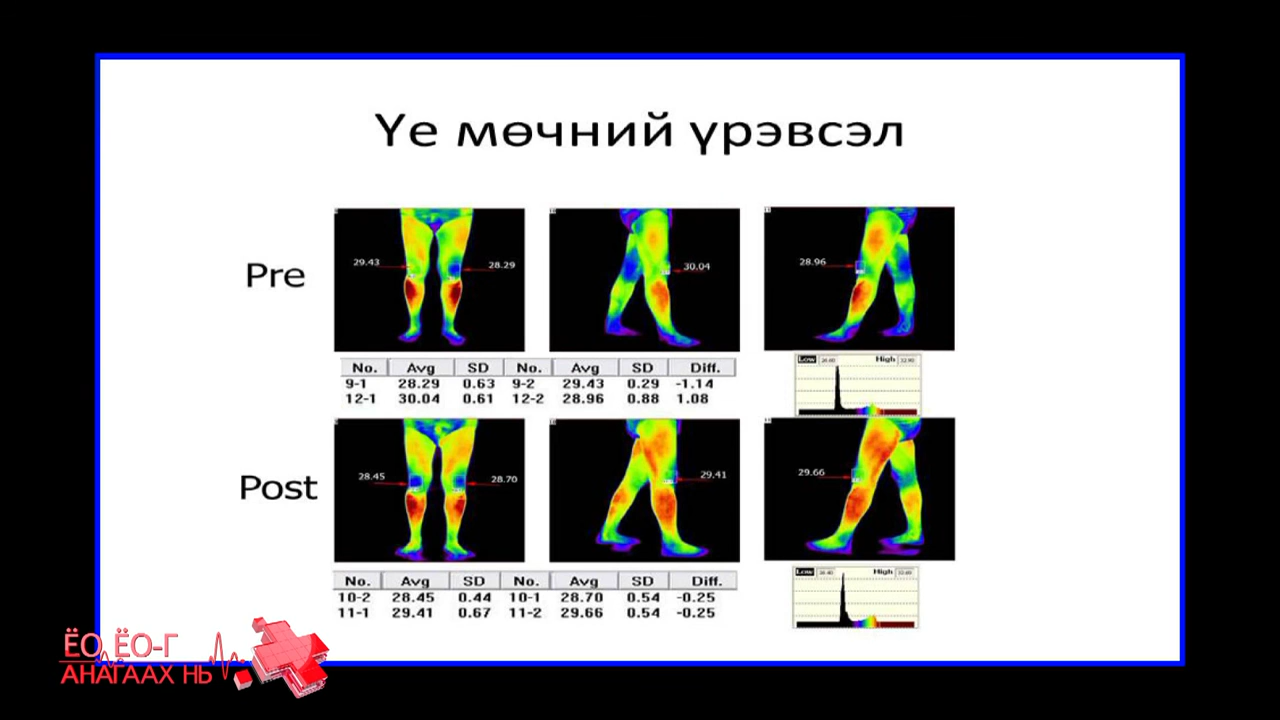 Үе мөчний үрэвсэл
Pre
29.43 28.29 30.04 28.96
No. Avg SD No. Avg SD Diff.
9-1 28.29 0.63 9-2 29.43 0.29 -1.14
12-1 30.04 0.61 12-2 28.96 0.88 1.08
Low High
Post
28.45 28.70 29.41 29.66
No. Avg SD No. Avg SD Diff.
10-2 28.45 0.44 10-1 28.70 0.54 -0.25
11-1 29.41 0.67 11-2 29.66 0.54 -0.25
Low High
ЁО ЁО-Г
АНАГААХ НЬ